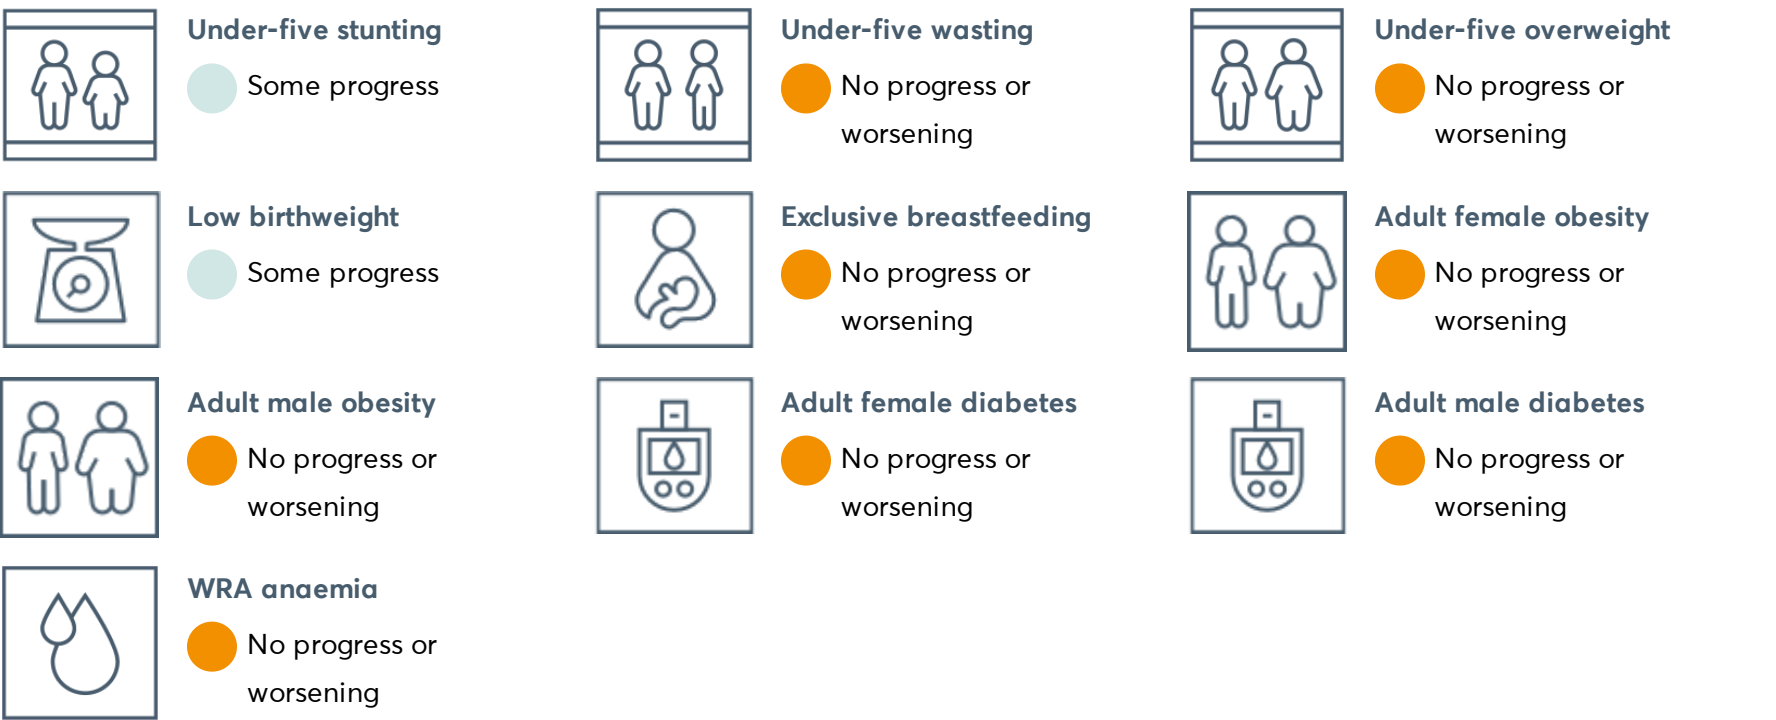 Under-five stunting
Some progress
Under-five wasting
No progress or
worsening
Under-five overweight
No progress or
worsening
Low birthweight
Some progress
Exclusive breastfeeding
No progress or
worsening
Adult female obesity
No progress or
worsening
Adult male obesity
No progress or
worsening
Adult female diabetes
No progress or
worsening
Adult male diabetes
No progress or
worsening
WRA anaemia
No progress or
worsening